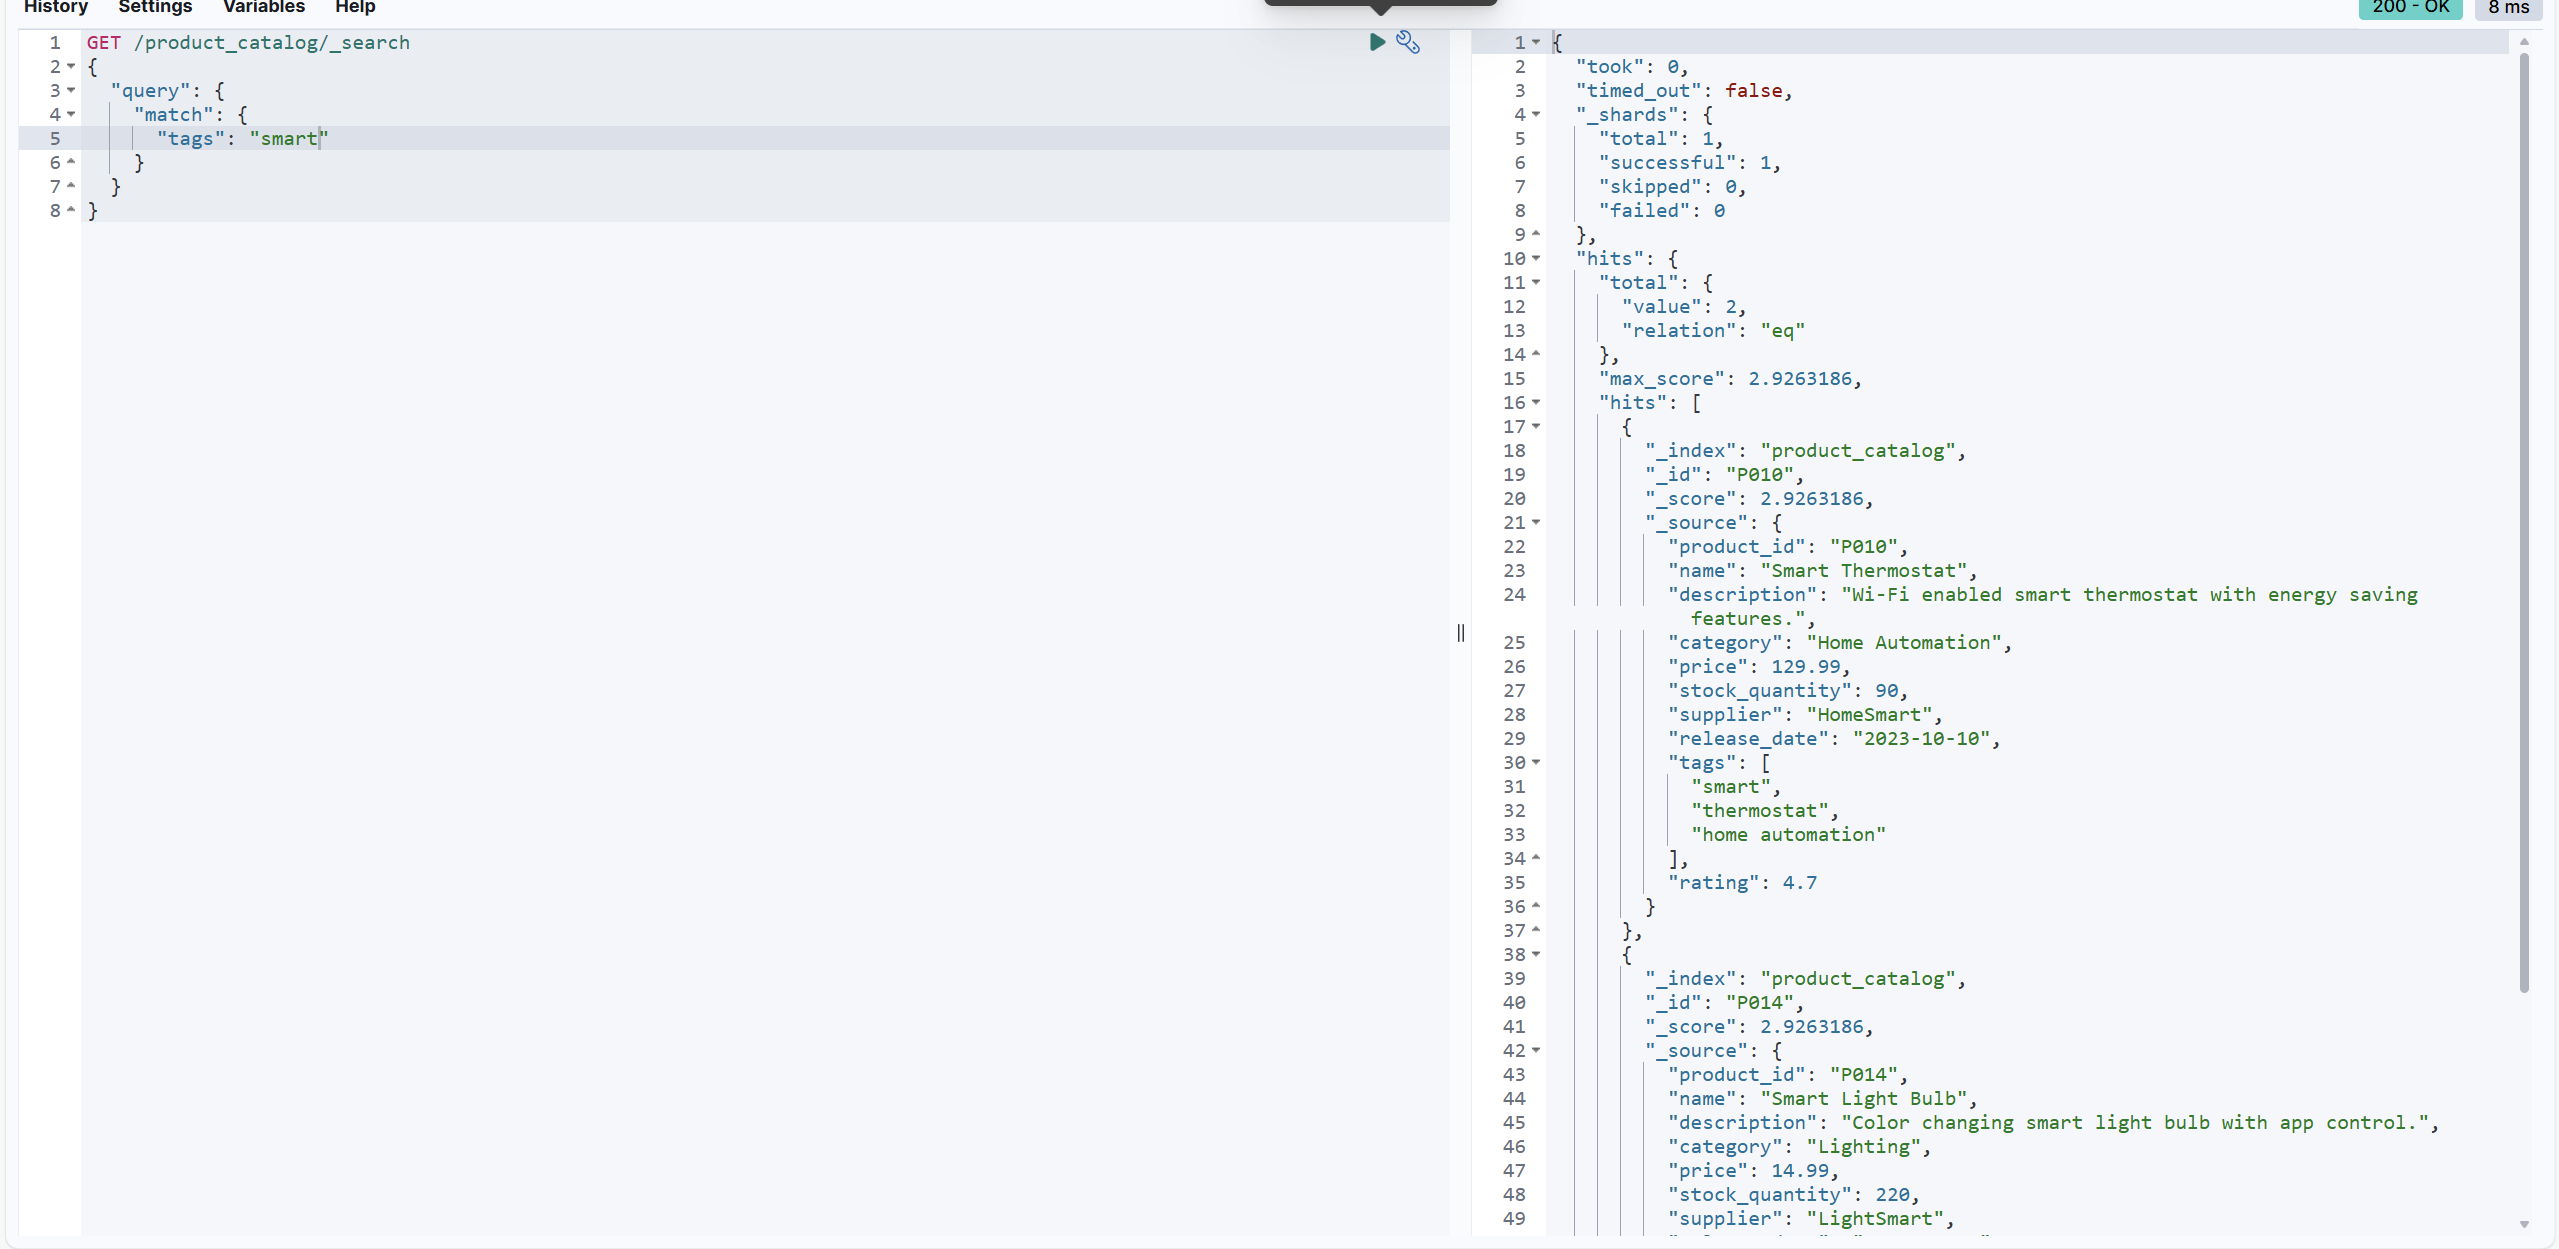 History Settings Variables Help
200 - OK 8 ms
1 GET /product_catalog/_search
2 {
3 "query": {
4 "match": {
5 "tags": "smart"
6 }
7 }
8 }
1 {
2 "took": 0,
3 "timed_out": false,
4 "_shards": {
5 "total": 1,
6 "successful": 1,
7 "skipped": 0,
8 "failed": 0
9 },
10 "hits": {
11 "total": {
12 "value": 2,
13 "relation": "eq"
14 },
15 "max_score": 2.9263186,
16 "hits": [
17 {
18 "_index": "product_catalog",
19 "_id": "P010",
20 "_score": 2.9263186,
21 "_source": {
22 "product_id": "P010",
23 "name": "Smart Thermostat",
24 "description": "Wi-Fi enabled smart thermostat with energy saving
features.",
25 "category": "Home Automation",
26 "price": 129.99,
27 "stock_quantity": 90,
28 "supplier": "HomeSmart",
29 "release_date": "2023-10-10",
30 "tags": [
31 "smart",
32 "thermostat",
33 "home automation"
34 ],
35 "rating": 4.7
36 }
37 },
38 {
39 "_index": "product_catalog",
40 "_id": "P014",
41 "_score": 2.9263186,
42 "_source": {
43 "product_id": "P014",
44 "name": "Smart Light Bulb",
45 "description": "Color changing smart light bulb with app control.",
46 "category": "Lighting",
47 "price": 14.99,
48 "stock_quantity": 220,
49 "supplier": "LightSmart",